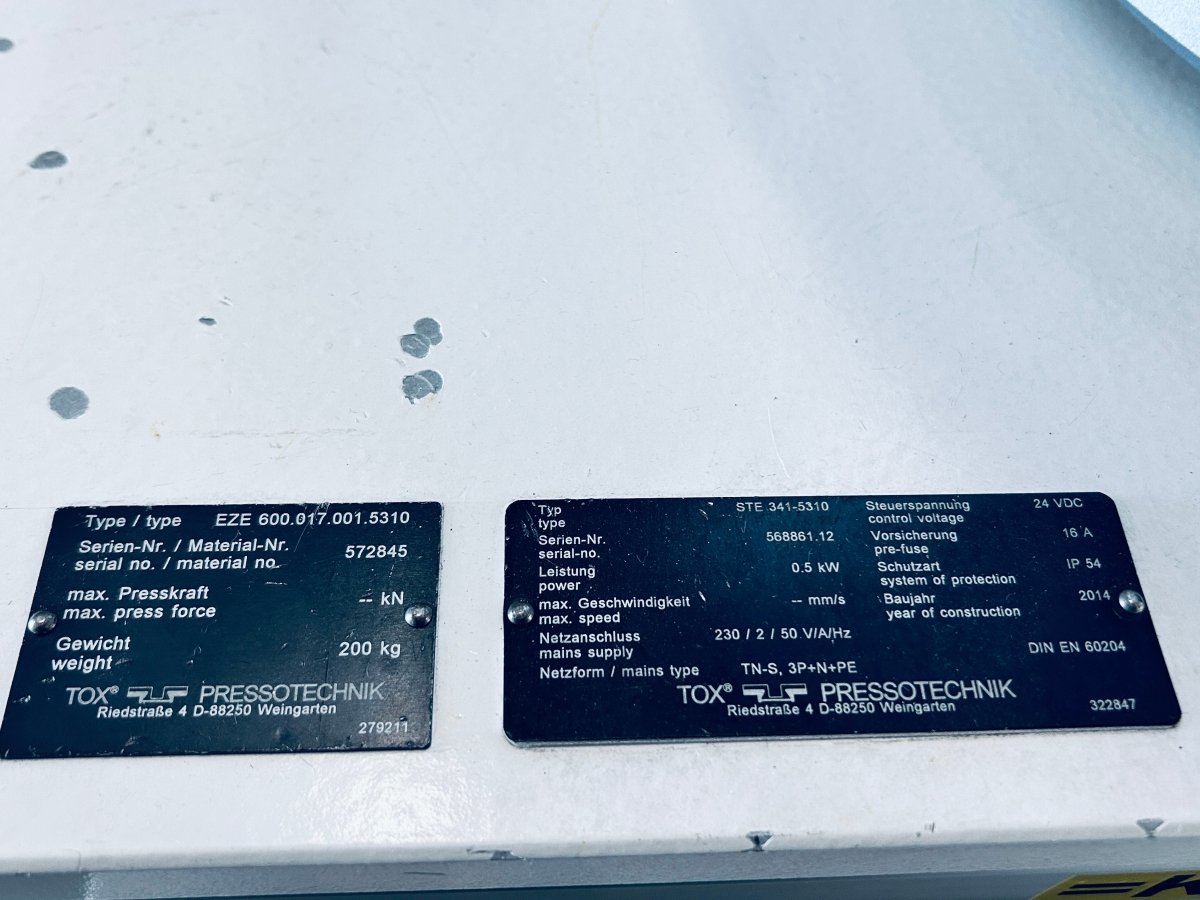 Type / type EZE 600.017.001.5310
Serien-Nr. / Material-Nr.
serial no. / material no. 572845
max. Presskraft
max. press force -- kN
Gewicht
weight 200 kg
TOX® PRESSOTECHNIK
Riedstraße 4 D-88250 Weingarten
279211
Typ STE 341-5310
type
Serien-Nr. 568861.12
serial-no.
Leistung 0.5 kW
power
max. Geschwindigkeit -- mm/s
max. speed
Netzanschluss 230 / 2 / 50 V/A/Hz
mains supply
Netzform / mains type TN-S, 3P+N+PE
Steuerspannung 24 VDC
control voltage
Vorsicherung 16 A
pre-fuse
Schutzart IP 54
system of protection
Baujahr 2014
year of construction
DIN EN 60204
TOX® PRESSOTECHNIK
Riedstraße 4 D-88250 Weingarten
322847